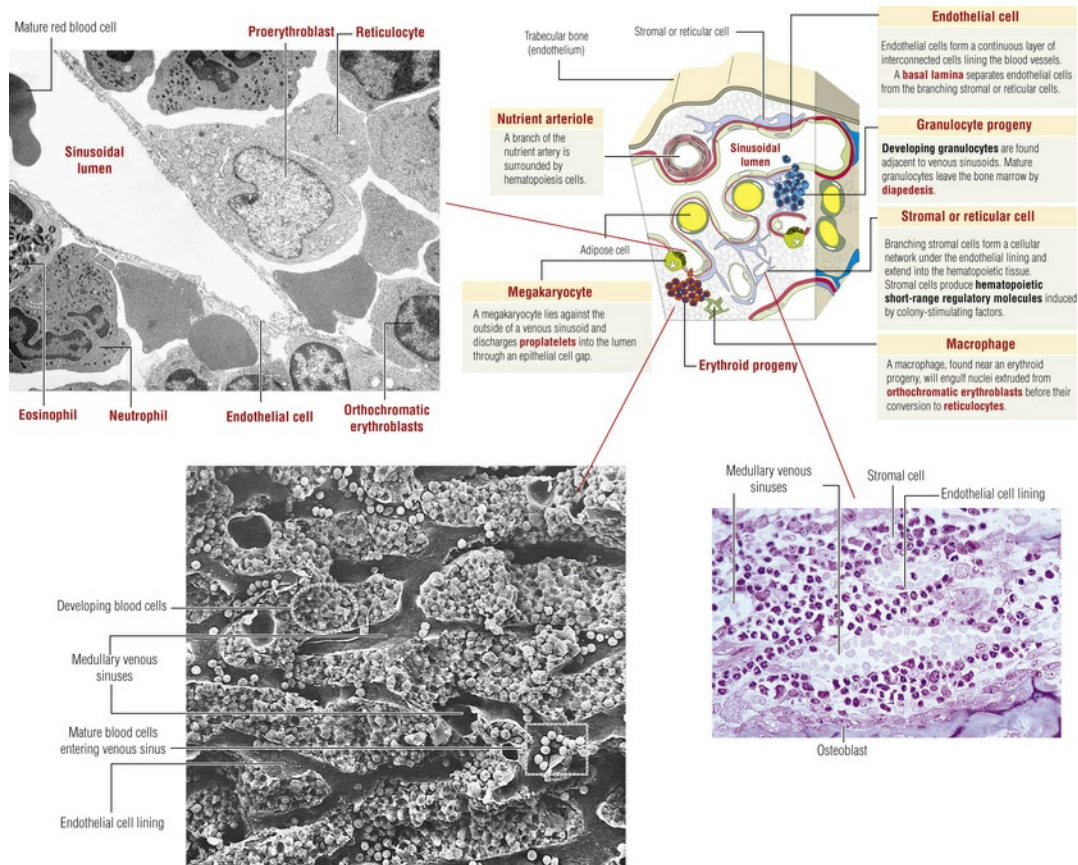 Mature red blood cell
Proerythroblast
Reticulocyte
Sinusoidal
lumen
Eosinophil
Neutrophil
Endothelial cell
Orthochromatic
erythroblasts
Trabecular bone
(endothelium)
Stromal or reticular cell
Nutrient arteriole
A branch of the
nutrient artery is
surrounded by
hematopoiesis cells.
Sinusoidal
lumen
Adipose cell
Megakaryocyte
A megakaryocyte lies against the
outside of a venous sinusoid and
discharges proplatelets into the lumen
through an epithelial cell gap.
Erythroid progeny
Endothelial cell
Endothelial cells form a continuous layer of
interconnected cells lining the blood vessels.
A basal lamina separates endothelial cells
from the branching stromal or reticular cells.
Granulocyte progeny
Developing granulocytes are found
adjacent to venous sinusoids. Mature
granulocytes leave the bone marrow by
diapedesis.
Stromal or reticular cell
Branching stromal cells form a cellular
network under the endothelial lining and
extend into the hematopoietic tissue.
Stromal cells produce hematopoietic
short-range regulatory molecules induced
by colony-stimulating factors.
Macrophage
A macrophage, found near an erythroid
progeny, will engulf nuclei extruded from
orthochromatic erythroblasts before their
conversion to reticulocytes.
Developing blood cells
Medullary venous
sinuses
Mature blood cells
entering venous sinus
Endothelial cell lining
Medullary venous
sinuses
Stromal cell
Endothelial cell lining
Osteoblast